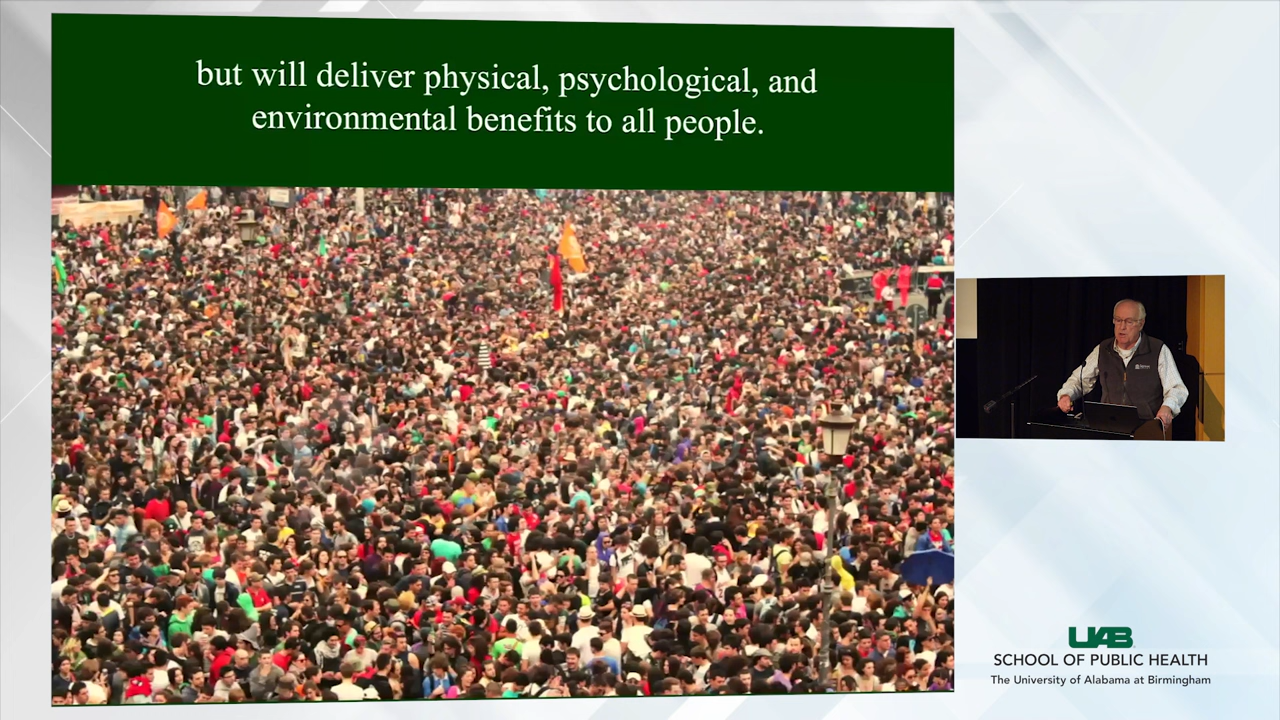 but will deliver physical, psychological, and
environmental benefits to all people.
UAB
SCHOOL OF PUBLIC HEALTH
The University of Alabama at Birmingham